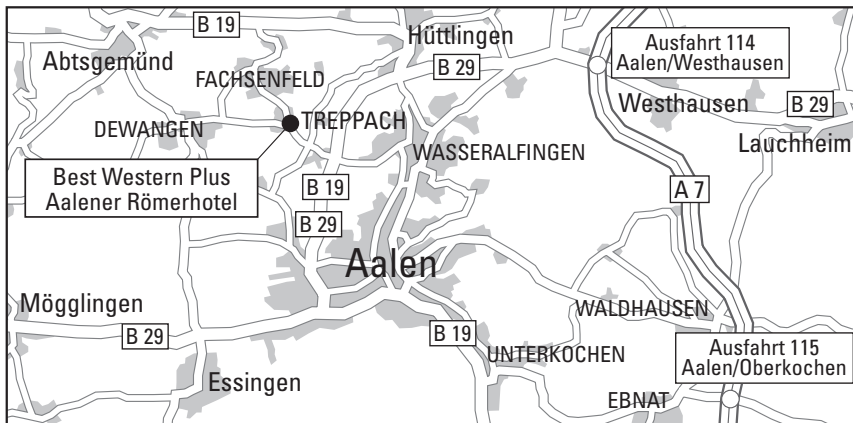 B 19
Hüttlingen
Ausfahrt 114
Aalen/Westhausen
Abtsgemünd
FACHSENFELD
B 29
Westhausen
B 29
DEWANGEN
TREPPACH
Lauchheim
WASSERALFINGEN
Best Western Plus
Aalener Römerhotel
B 19
A 7
B 29
Aalen
Mögglingen
WALDHAUSEN
B 29
B 19
UNTERKOCHEN
Ausfahrt 115
Aalen/Oberkochen
Essingen
EBNAT